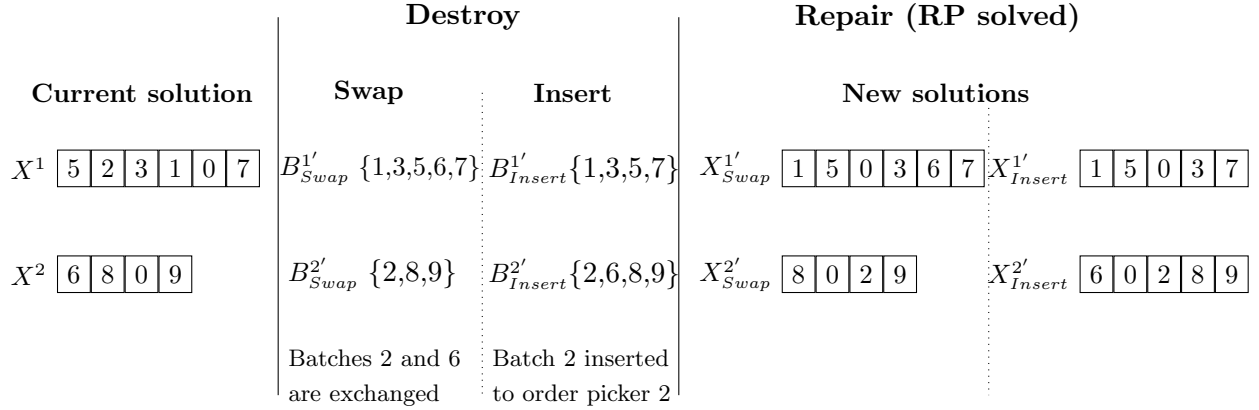 Destroy
Repair (RP solved)
Current solution
Swap
Insert
New solutions
X^1 5 2 3 1 0 7
B^{1'}_{Swap} {1,3,5,6,7}
B^{1'}_{Insert}{1,3,5,7}
X^{1'}_{Swap} 1 5 0 3 6 7
X^{1'}_{Insert} 1 5 0 3 7
X^2 6 8 0 9
B^{2'}_{Swap} {2,8,9}
B^{2'}_{Insert}{2,6,8,9}
X^{2'}_{Swap} 8 0 2 9
X^{2'}_{Insert} 6 0 2 8 9
Batches 2 and 6
are exchanged
Batch 2 inserted
to order picker 2